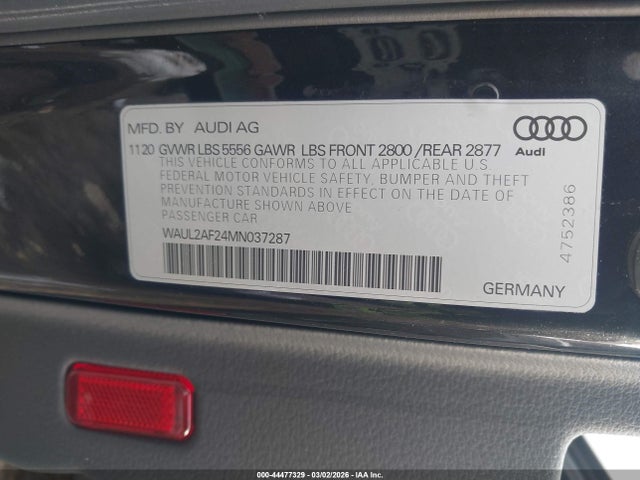 MFD. BY AUDI AG
1120 GVWR LBS 5556 GAWR LBS FRONT 2800 / REAR 2877
THIS VEHICLE CONFORMS TO ALL APPLICABLE U.S.
FEDERAL MOTOR VEHICLE SAFETY, BUMPER AND THEFT
PREVENTION STANDARDS IN EFFECT ON THE DATE OF
MANUFACTURE SHOWN ABOVE
PASSENGER CAR
WAUL2AF24MN037287
Audi
4752386
GERMANY
000-44477329 - 03/02/2026 - IAA Inc.